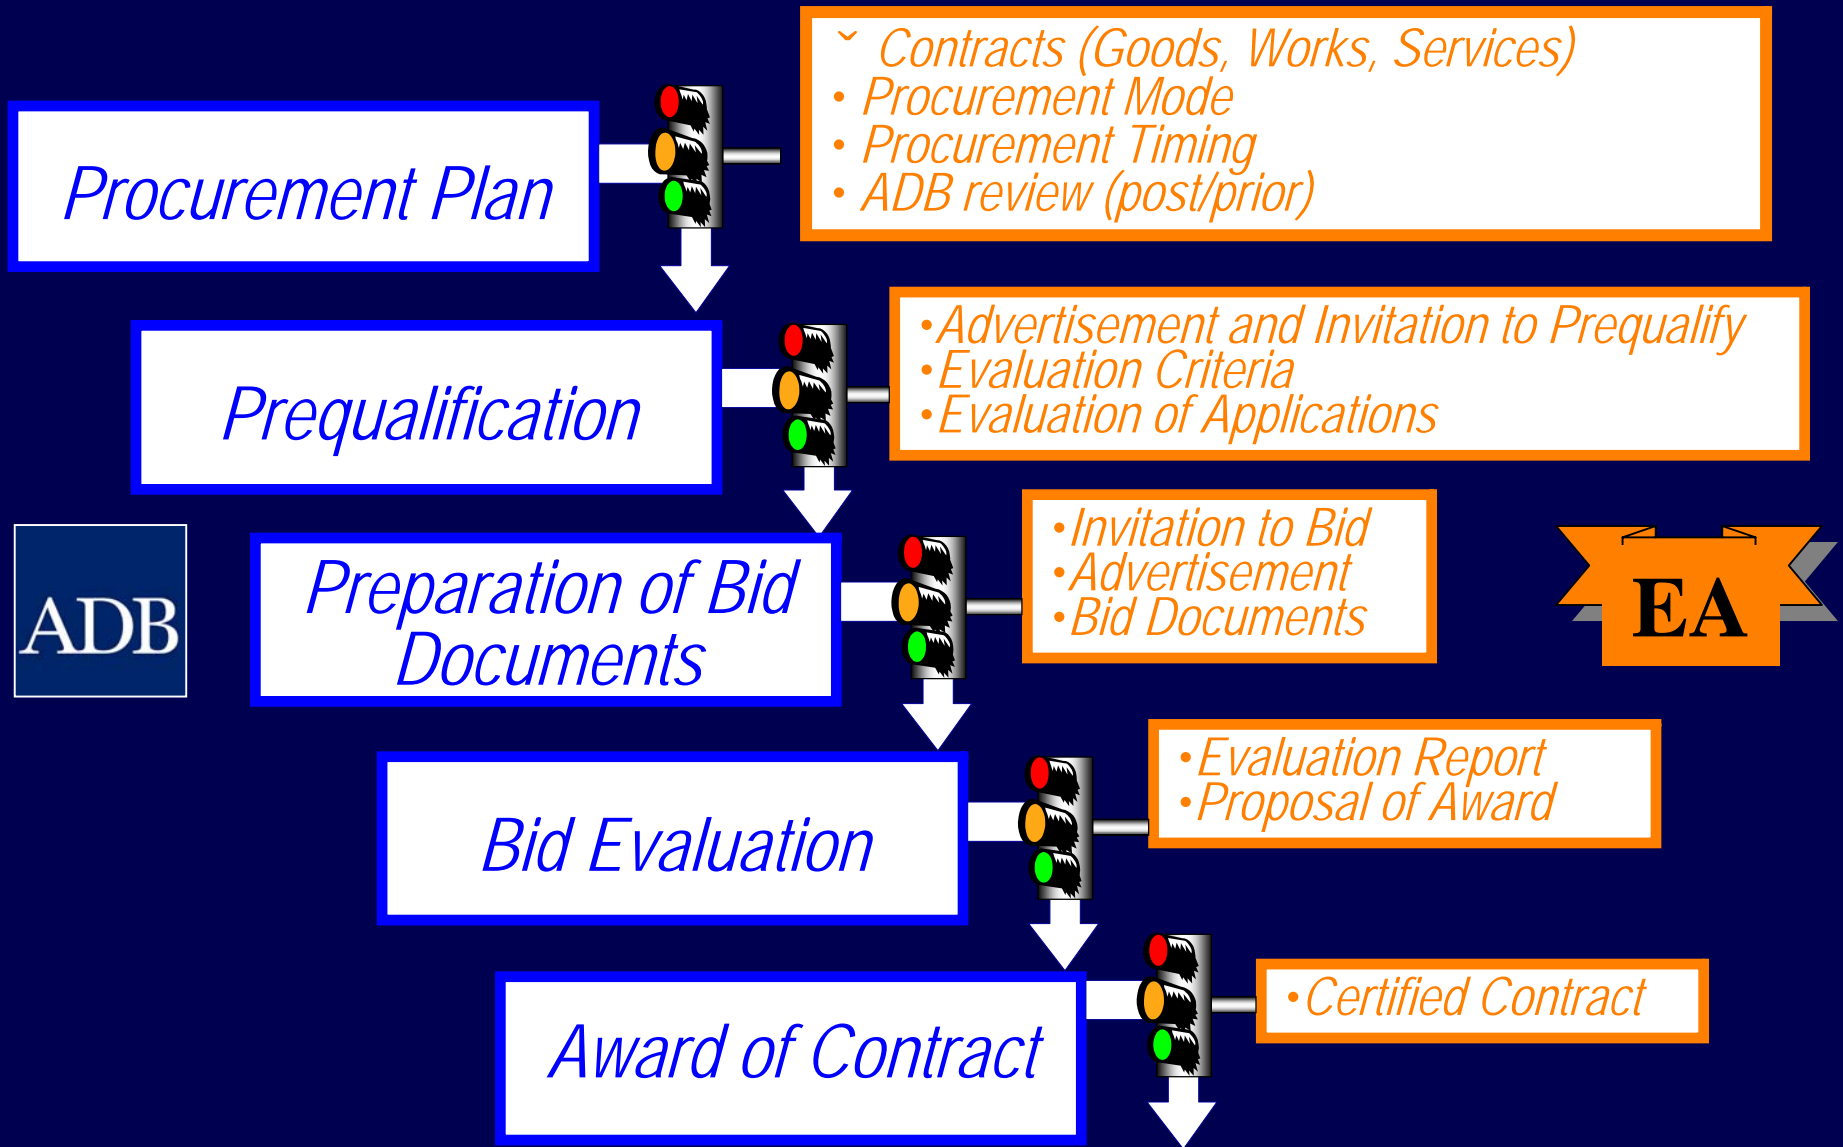 Procurement Plan
ˇ Contracts (Goods, Works, Services)
• Procurement Mode
• Procurement Timing
• ADB review (post/prior)
Prequalification
•Advertisement and Invitation to Prequalify
•Evaluation Criteria
•Evaluation of Applications
ADB
Preparation of Bid
Documents
•Invitation to Bid
•Advertisement
•Bid Documents
EA
Bid Evaluation
•Evaluation Report
•Proposal of Award
Award of Contract
•Certified Contract